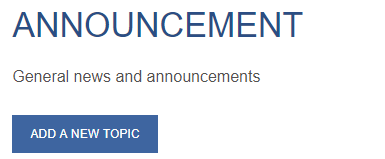 ANNOUNCEMENT
General news and announcements
ADD A NEW TOPIC